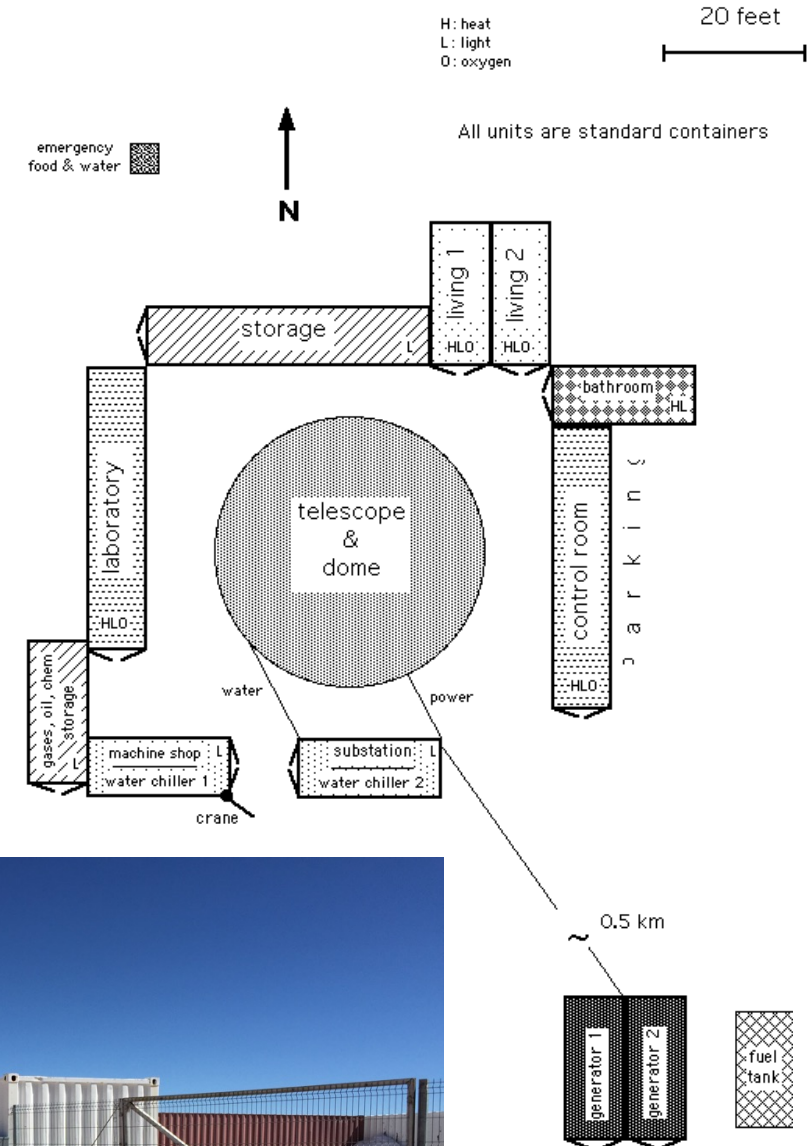 20 feet
H: heat
L: light
O: oxygen
All units are standard containers
emergency
food & water
N
living 1
living 2
HLO
HLO
storage
L
bathroom
HL
laboratory
HLO
telescope
&
dome
control room
HLO
parking
water
power
gases, oil, chem
storage
L
machine shop
L
water chiller 1
substation
L
water chiller 2
crane
~ 0.5 km
generator 1
generator 2
fuel
tank